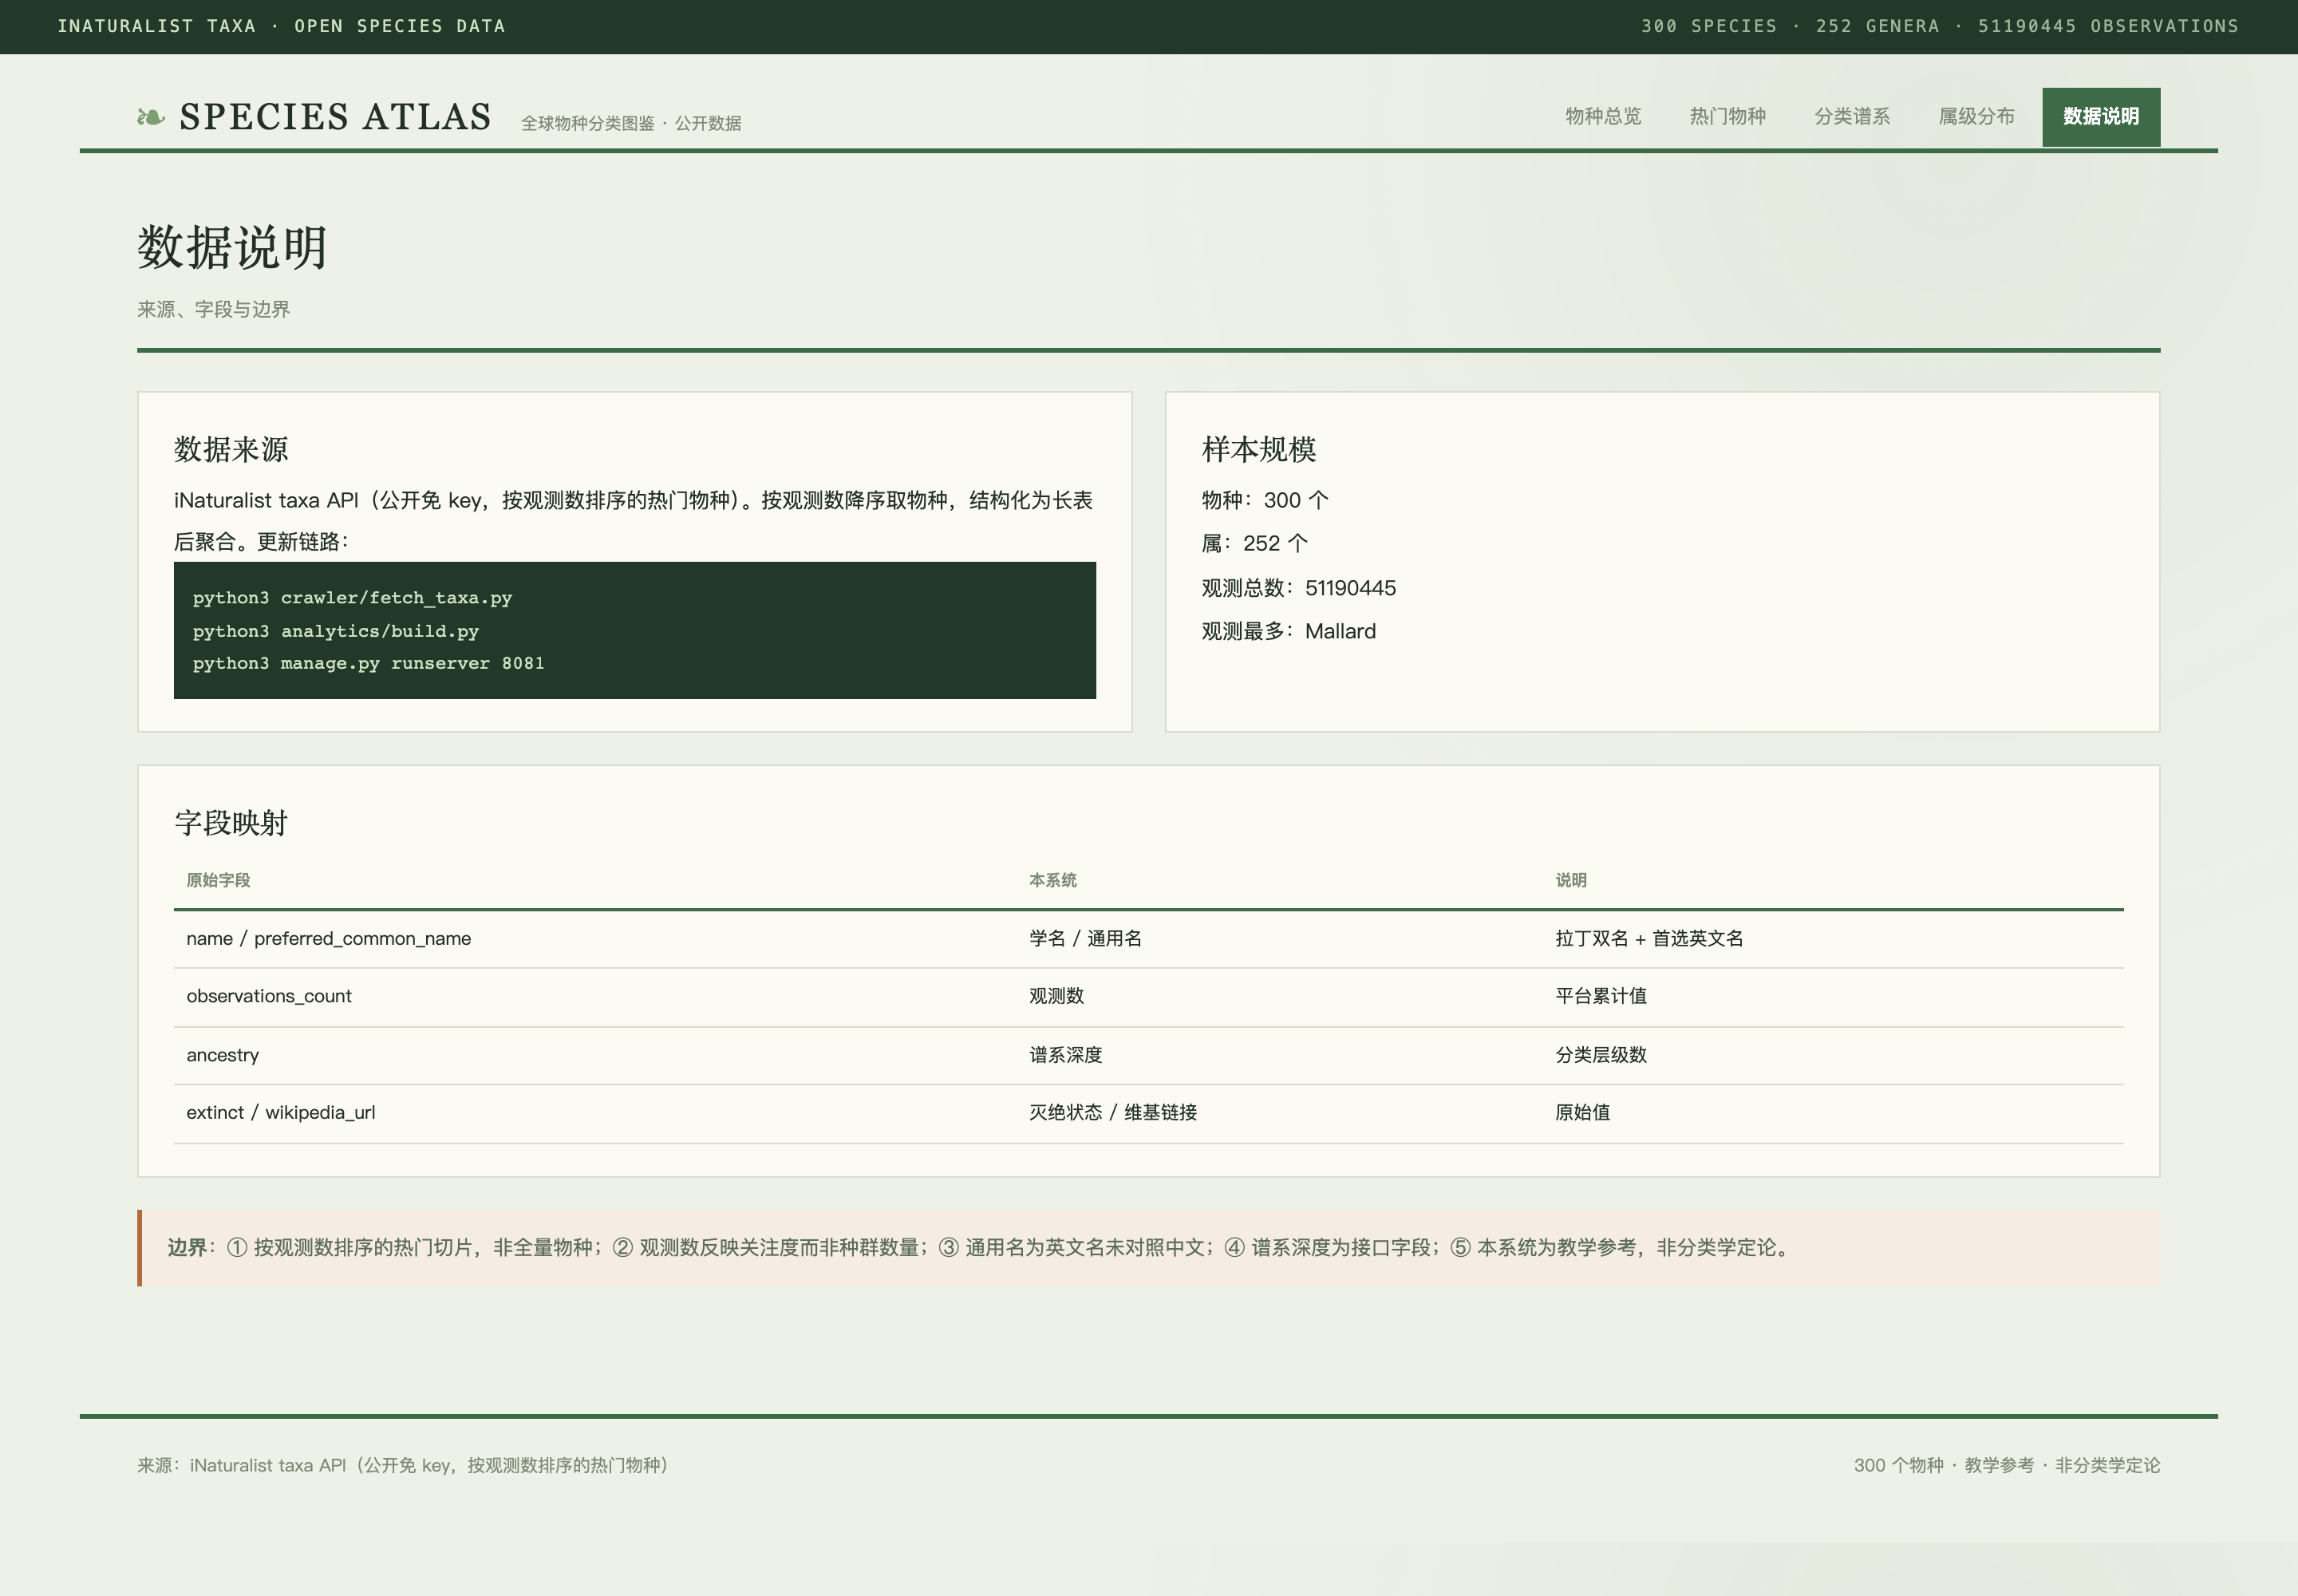 INATURALIST TAXA · OPEN SPECIES DATA
300 SPECIES · 252 GENERA · 51190445 OBSERVATIONS
❧ SPECIES ATLAS 全球物种分类图鉴 · 公开数据
物种总览 热门物种 分类谱系 属级分布 数据说明
数据说明
来源、字段与边界
数据来源
iNaturalist taxa API（公开免 key，按观测数排序的热门物种）。按观测数降序取物种，结构化为长表
后聚合。更新链路：
python3 crawler/fetch_taxa.py
python3 analytics/build.py
python3 manage.py runserver 8081
样本规模
物种：300 个
属：252 个
观测总数：51190445
观测最多：Mallard
字段映射
原始字段 本系统 说明
name / preferred_common_name 学名 / 通用名 拉丁双名 + 首选英文名
observations_count 观测数 平台累计值
ancestry 谱系深度 分类层级数
extinct / wikipedia_url 灭绝状态 / 维基链接 原始值
边界：① 按观测数排序的热门切片，非全量物种；② 观测数反映关注度而非种群数量；③ 通用名为英文名未对照中文；④ 谱系深度为接口字段；⑤ 本系统为教学参考，非分类学定论。
来源：iNaturalist taxa API（公开免 key，按观测数排序的热门物种）
300 个物种 · 教学参考 · 非分类学定论